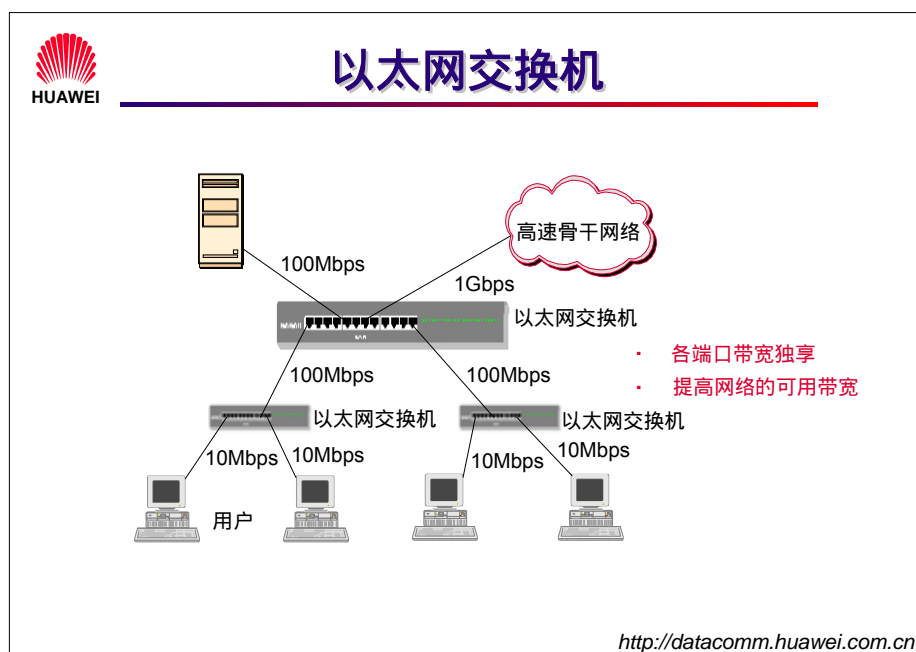 HUAWEI
以太网交换机
高速骨干网络
100Mbps
1Gbps
以太网交换机
各端口带宽独享
提高网络的可用带宽
100Mbps
100Mbps
以太网交换机
以太网交换机
10Mbps
10Mbps
10Mbps
10Mbps
用户
http://datacomm.huawei.com.cn